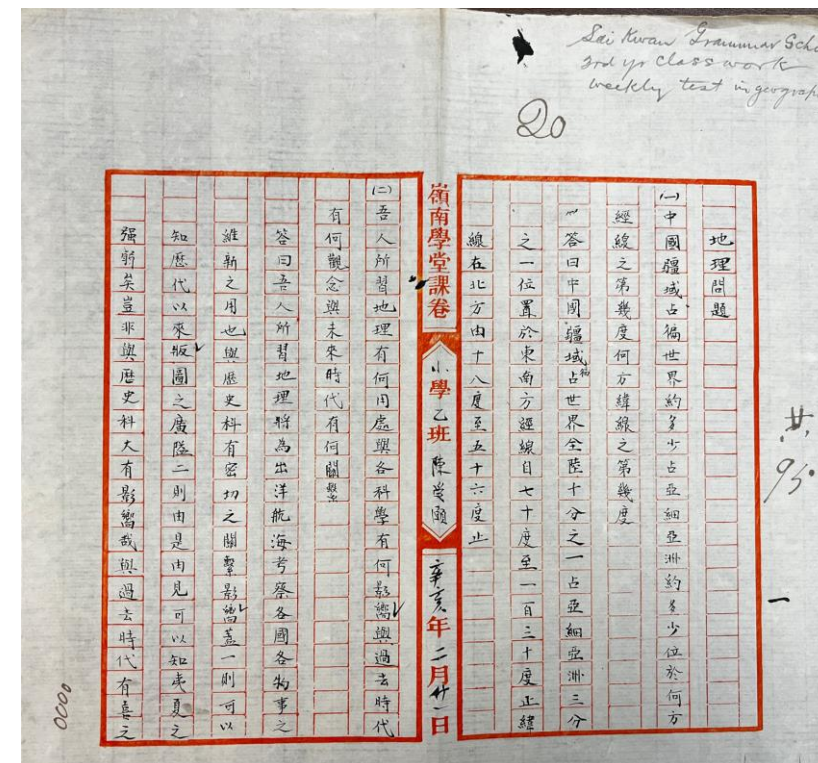 Sai Kwan Grammar Scho
3rd yr class work
weekly test in geograph
20
地理問題
(一)中國疆域占徧世界約多少占亞細亞洲約多少位於何方
經線之第幾度何方緯線之第幾度
答曰中國疆域占世界全陸十分之一占亞細亞洲三分
之一位置於東南方經線自七十度至一百三十度止緯
線在北方由十八度至五十六度止
嶺南學堂課卷
小學乙班 陳
辛亥年二月廿一日
(二)吾人所習地理有何用處與各科學有何影嚮與過去時代
有何觀念與未來時代有何關繫
答曰吾人所習地理將為出洋航海考察各國各物事之
維新之用也與歷史科有密切之關繫影嚮蓋一則可以
知歷代以來版圖之廣隘二則由是由見可以知夷夏之
强弱矣豈非與歷史科大有影嚮哉與過去時代有喜之
95
0000